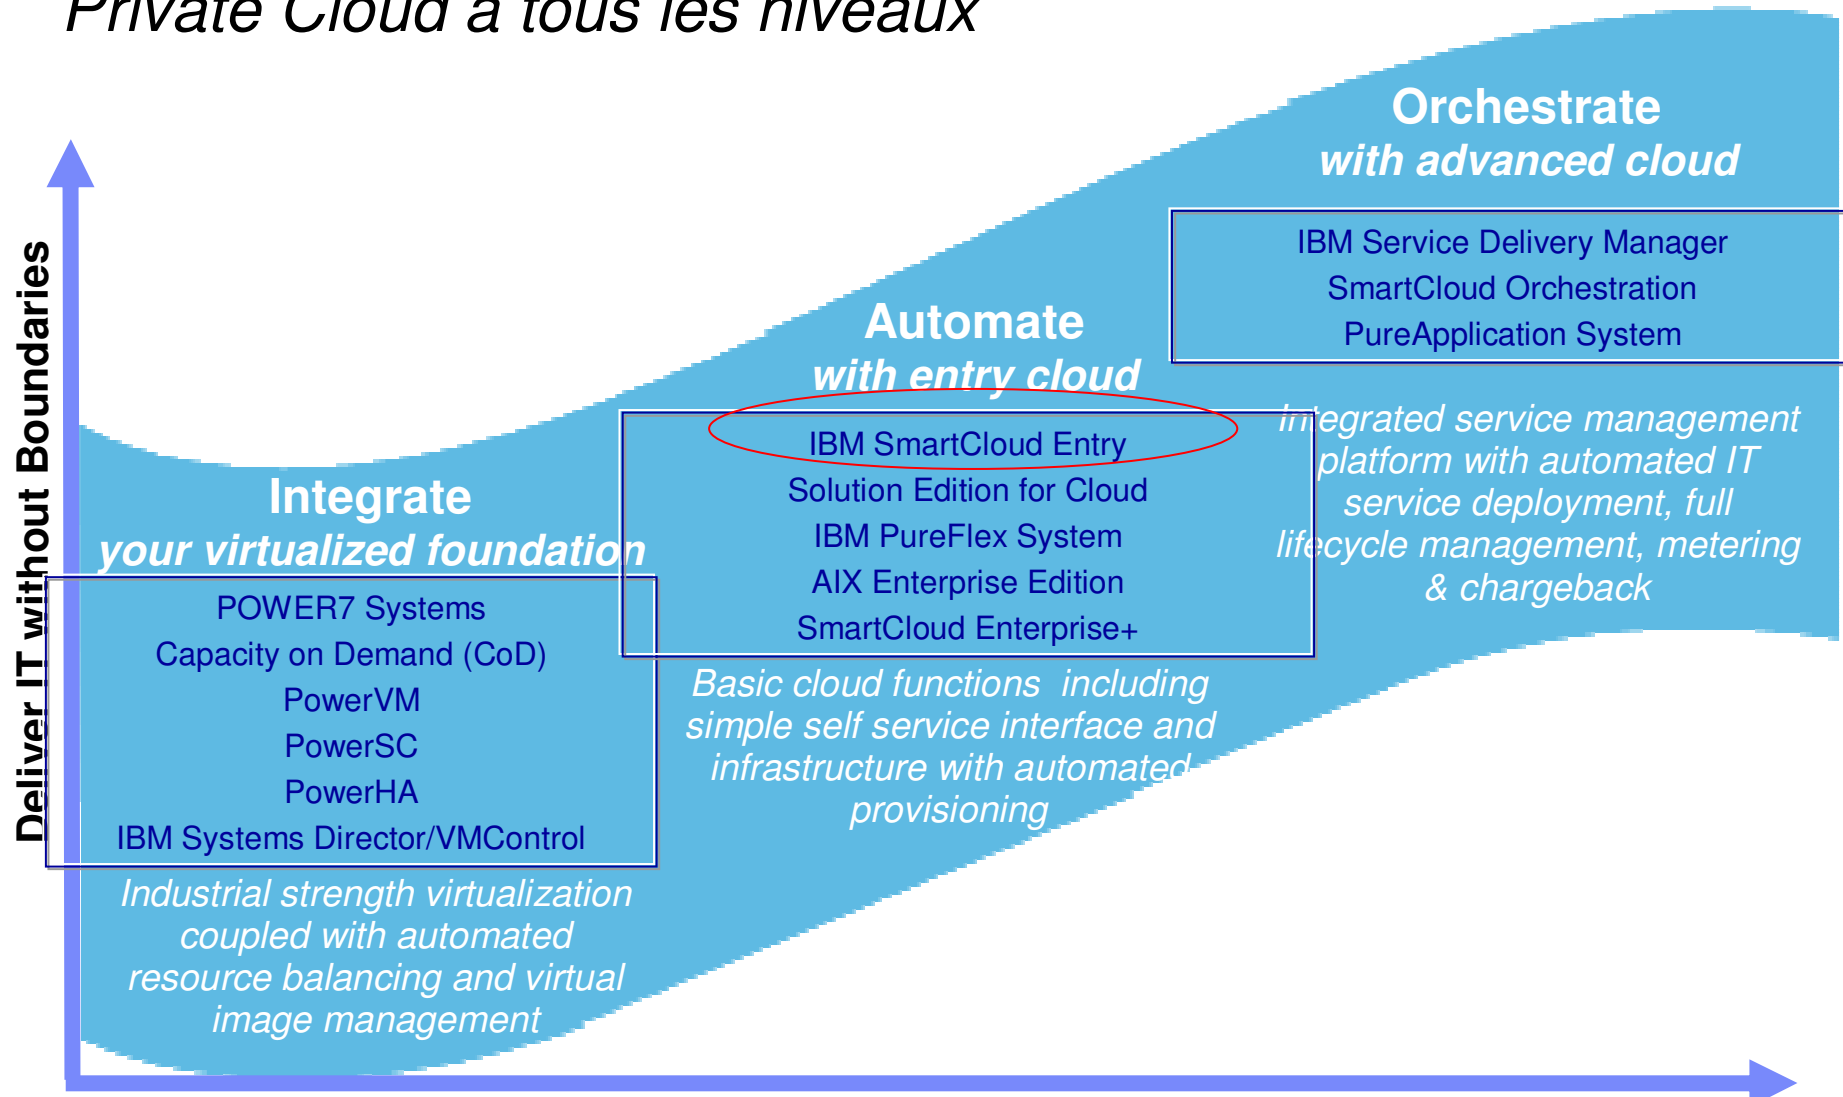 Private Cloud à tous les niveaux
Orchestrate
with advanced cloud
IBM Service Delivery Manager
SmartCloud Orchestration
PureApplication System
Integrated service management
platform with automated IT
service deployment, full
lifecycle management, metering
& chargeback
Automate
with entry cloud
IBM SmartCloud Entry
Solution Edition for Cloud
IBM PureFlex System
AIX Enterprise Edition
SmartCloud Enterprise+
Basic cloud functions including
simple self service interface and
infrastructure with automated
provisioning
Integrate
your virtualized foundation
POWER7 Systems
Capacity on Demand (CoD)
PowerVM
PowerSC
PowerHA
IBM Systems Director/VMControl
Industrial strength virtualization
coupled with automated
resource balancing and virtual
image management
Deliver IT without Boundaries